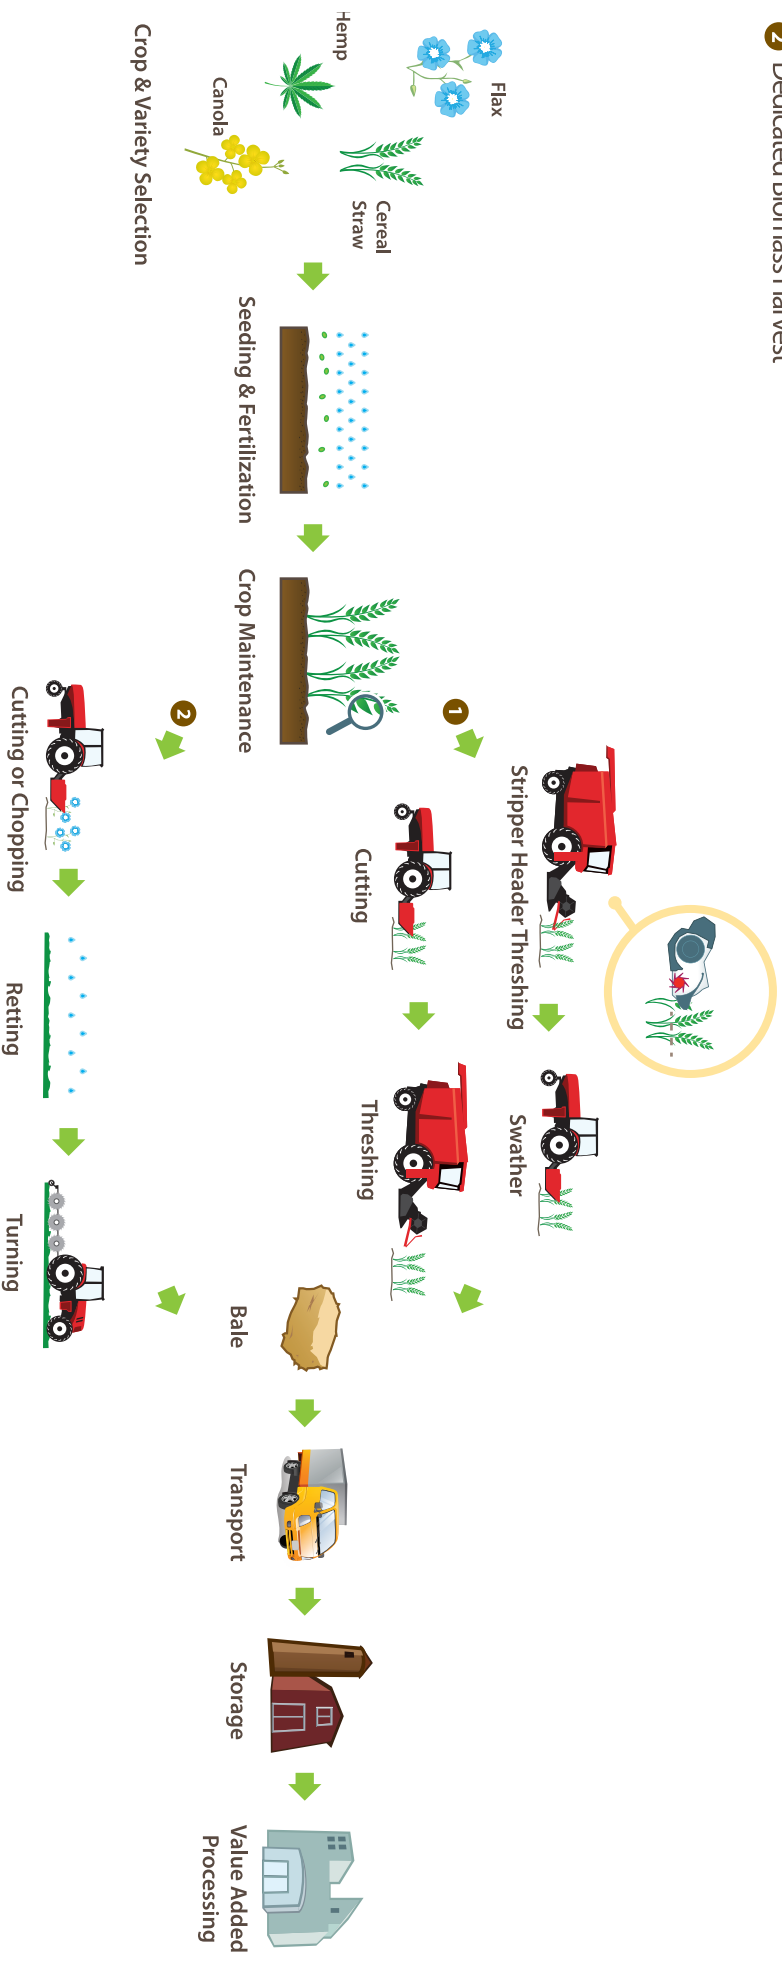 2 Dedicated Biomass Harvest
Flax
Hemp
Canola
Cereal
Straw
Crop & Variety Selection
Seeding & Fertilization
Crop Maintenance
1
Stripper Header Threshing
Swather
Cutting
Threshing
2
Cutting or Chopping
Retting
Turning
Bale
Transport
Storage
Value Added
Processing